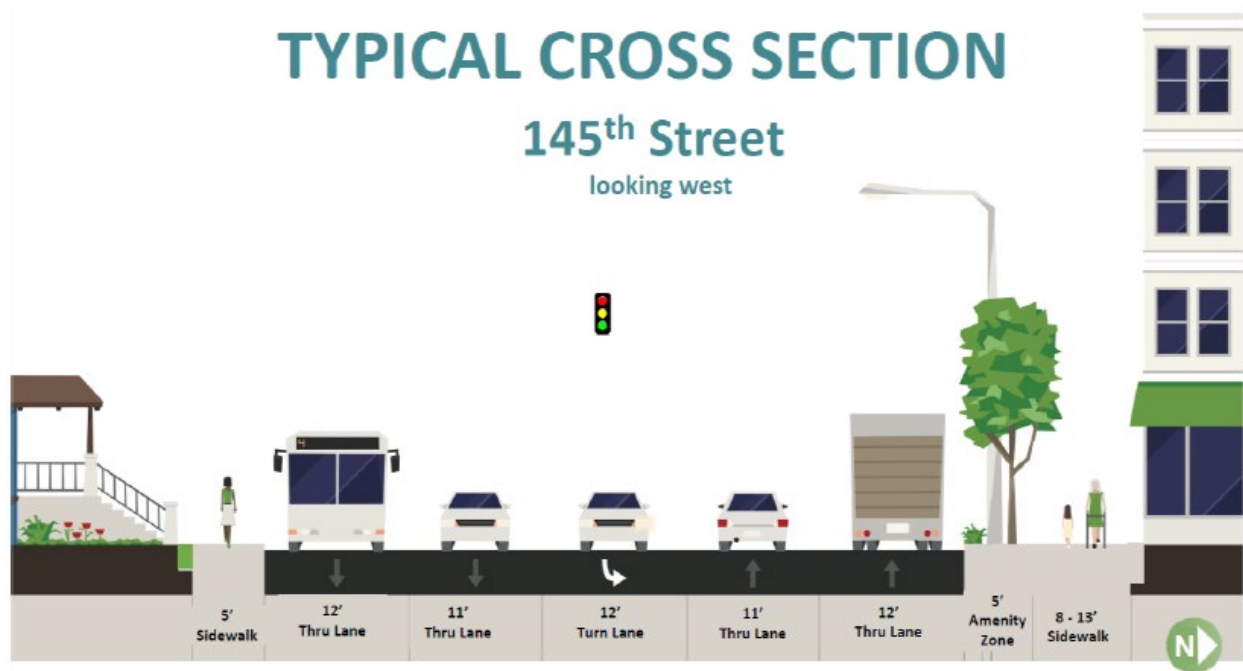 TYPICAL CROSS SECTION
145th Street
looking west
4
5'
Sidewalk
12'
Thru Lane
11'
Thru Lane
12'
Turn Lane
11'
Thru Lane
12'
Thru Lane
5'
Amenity
Zone
8 - 13'
Sidewalk
N